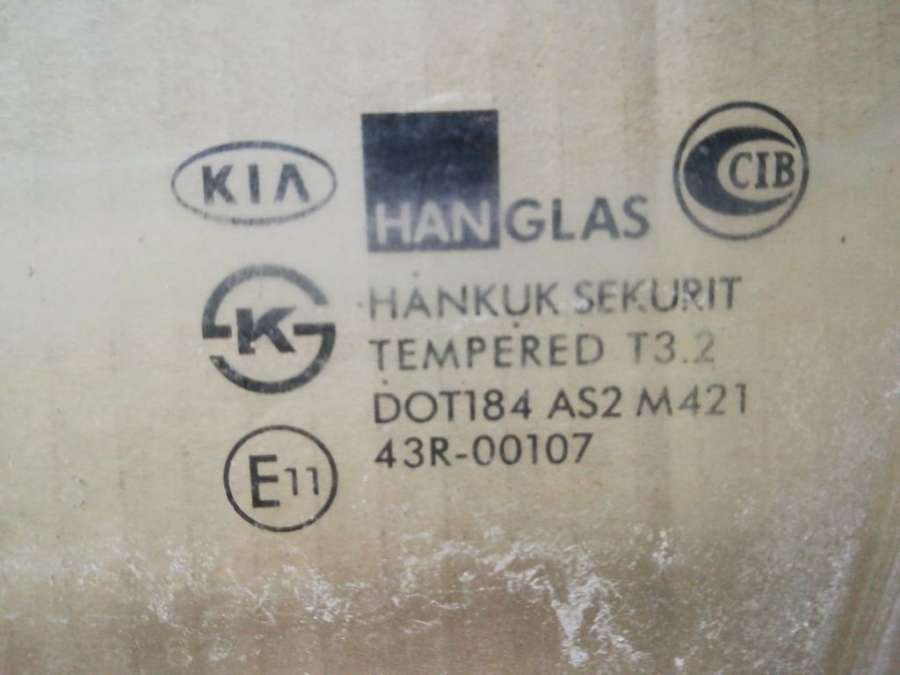 KIA
HANGLAS
CIB
K
HANKUK SEKURIT
TEMPERED T3.2
DOT184 AS2 M421
43R-00107
E11